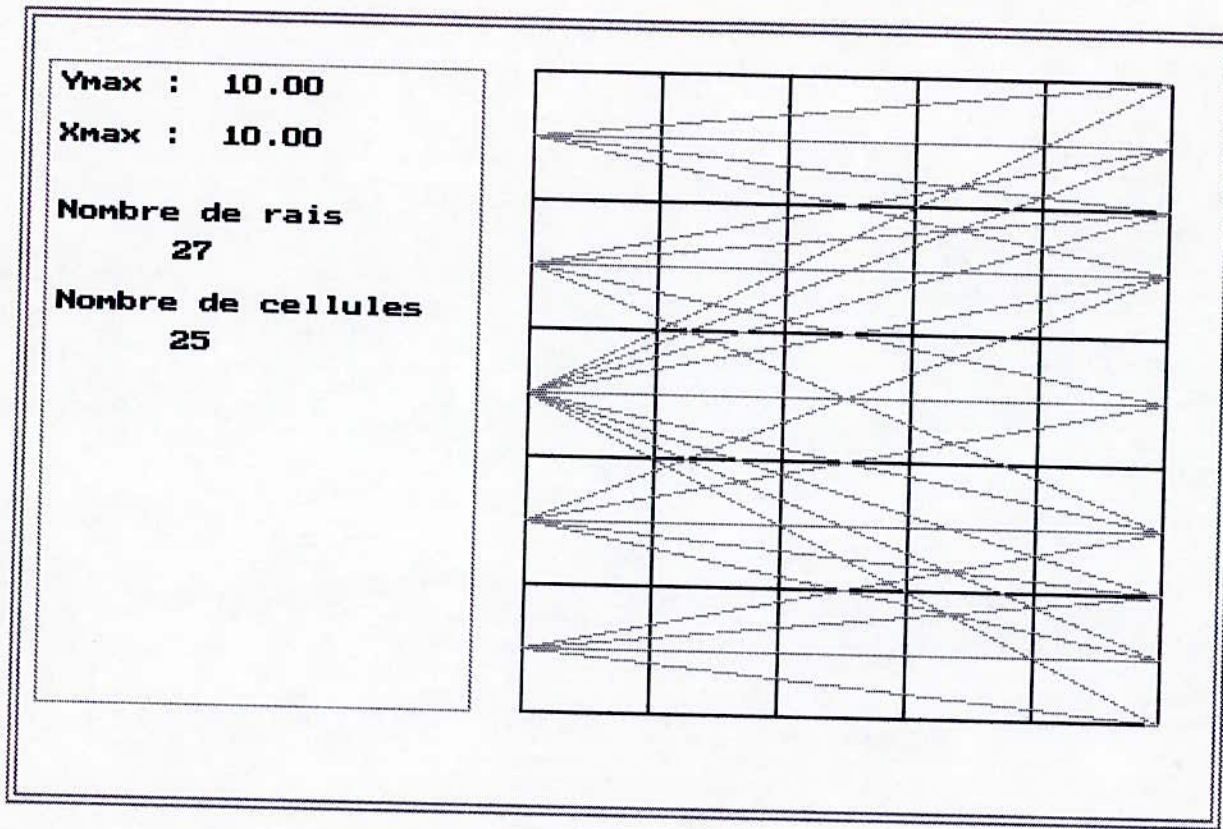 Ymax : 10.00
Xmax : 10.00
Nombre de rais
27
Nombre de cellules
25